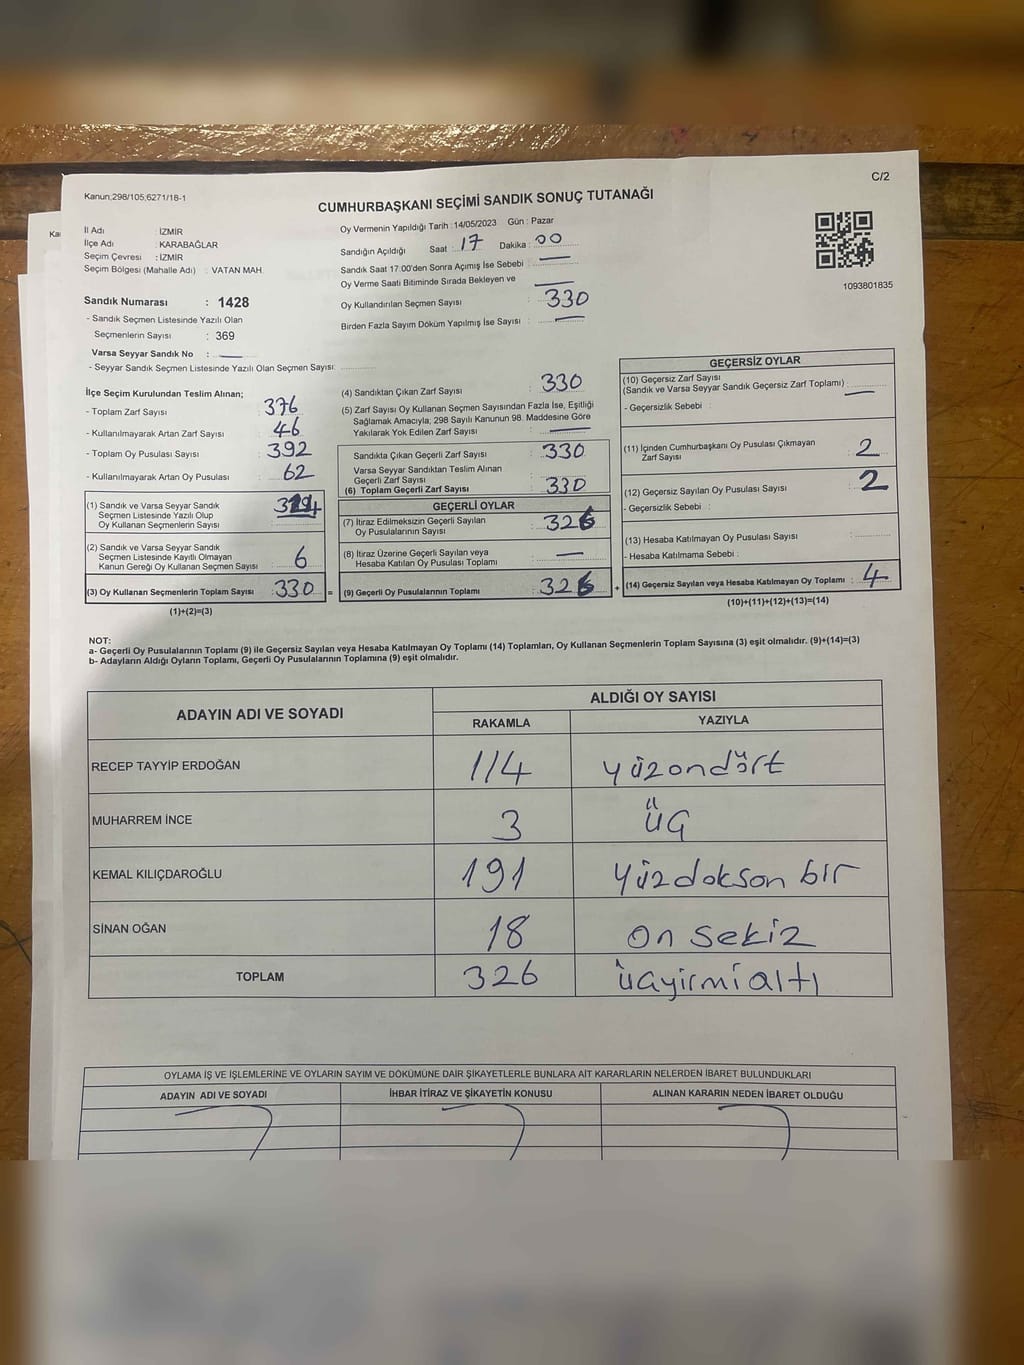 C/2
Kanun;298/105,6271/18-1
CUMHURBAŞKANI SEÇİMİ SANDIK SONUÇ TUTANAĞI
İl Adı : İZMİR
İlçe Adı : KARABAĞLAR
Seçim Çevresi : İZMİR
Seçim Bölgesi (Mahalle Adı) : VATAN MAH.
Sandık Numarası : 1428
- Sandık Seçmen Listesinde Yazılı Olan
Seçmenlerin Sayısı : 369
Varsa Seyyar Sandık No :
- Seyyar Sandık Seçmen Listesinde Yazılı Olan Seçmen Sayısı:
Oy Vermenin Yapıldığı Tarih : 14/05/2023 Gün : Pazar
Sandığın Açıldığı Saat : 17 Dakika : 00
Sandık Saat 17:00'den Sonra Açımış İse Sebebi :
Oy Verme Saati Bitiminde Sırada Bekleyen ve
Oy Kullandırılan Seçmen Sayısı : 330
Birden Fazla Sayım Döküm Yapılmış İse Sayısı :
1093801835
İlçe Seçim Kurulundan Teslim Alınan;
- Toplam Zarf Sayısı : 376
- Kullanılmayarak Artan Zarf Sayısı : 46
- Toplam Oy Pusulası Sayısı : 392
- Kullanılmayarak Artan Oy Pusulası : 62
(1) Sandık ve Varsa Seyyar Sandık
Seçmen Listesinde Yazılı Olup
Oy Kullanan Seçmenlerin Sayısı
(2) Sandık ve Varsa Seyyar Sandık
Seçmen Listesinde Kayıtlı Olmayan
Kanun Gereği Oy Kullanan Seçmen Sayısı : 6
(3) Oy Kullanan Seçmenlerin Toplam Sayısı : 330 =
(1)+(2)=(3)
(4) Sandıktan Çıkan Zarf Sayısı : 330
(5) Zarf Sayısı Oy Kullanan Seçmen Sayısından Fazla İse, Eşitliği
Sağlamak Amacıyla; 298 Sayılı Kanunun 98. Maddesine Göre
Yakılarak Yok Edilen Zarf Sayısı :
Sandıkta Çıkan Geçerli Zarf Sayısı : 330
Varsa Seyyar Sandıktan Teslim Alınan
Geçerli Zarf Sayısı :
(6) Toplam Geçerli Zarf Sayısı : 330
GEÇERLİ OYLAR
(7) İtiraz Edilmeksizin Geçerli Sayılan
Oy Pusulalarının Sayısı : 326
(8) İtiraz Üzerine Geçerli Sayılan veya
Hesaba Katılan Oy Pusulası Toplamı :
(9) Geçerli Oy Pusulalarının Toplamı : 326 +
GEÇERSİZ OYLAR
(10) Geçersiz Zarf Sayısı
(Sandık ve Varsa Seyyar Sandık Geçersiz Zarf Toplamı) :
- Geçersizlik Sebebi :
(11) İçinden Cumhurbaşkanı Oy Pusulası Çıkmayan
Zarf Sayısı : 2
(12) Geçersiz Sayılan Oy Pusulası Sayısı : 2
- Geçersizlik Sebebi :
(13) Hesaba Katılmayan Oy Pusulası Sayısı :
- Hesaba Katılmama Sebebi :
(14) Geçersiz Sayılan veya Hesaba Katılmayan Oy Toplamı : 4
(10)+(11)+(12)+(13)=(14)
NOT:
a- Geçerli Oy Pusulalarının Toplamı (9) ile Geçersiz Sayılan veya Hesaba Katılmayan Oy Toplamı (14) Toplamları, Oy Kullanan Seçmenlerin Toplam Sayısına (3) eşit olmalıdır. (9)+(14)=(3)
b- Adayların Aldığı Oyların Toplamı, Geçerli Oy Pusulalarının Toplamına (9) eşit olmalıdır.
ADAYIN ADI VE SOYADI ALDIĞI OY SAYISI
RAKAMLA YAZIYLA
RECEP TAYYİP ERDOĞAN 114 yüzondört
MUHARREM İNCE 3 üç
KEMAL KILIÇDAROĞLU 191 yüzdoksan bir
SİNAN OĞAN 18 on sekiz
TOPLAM 326 üçyirmialtı
OYLAMA İŞ VE İŞLEMLERİNE VE OYLARIN SAYIM VE DÖKÜMÜNE DAİR ŞİKAYETLERLE BUNLARA AİT KARARLARIN NELERDEN İBARET BULUNDUKLARI
ADAYIN ADI VE SOYADI İHBAR İTİRAZ VE ŞİKAYETİN KONUSU ALINAN KARARIN NEDEN İBARET OLDUĞU